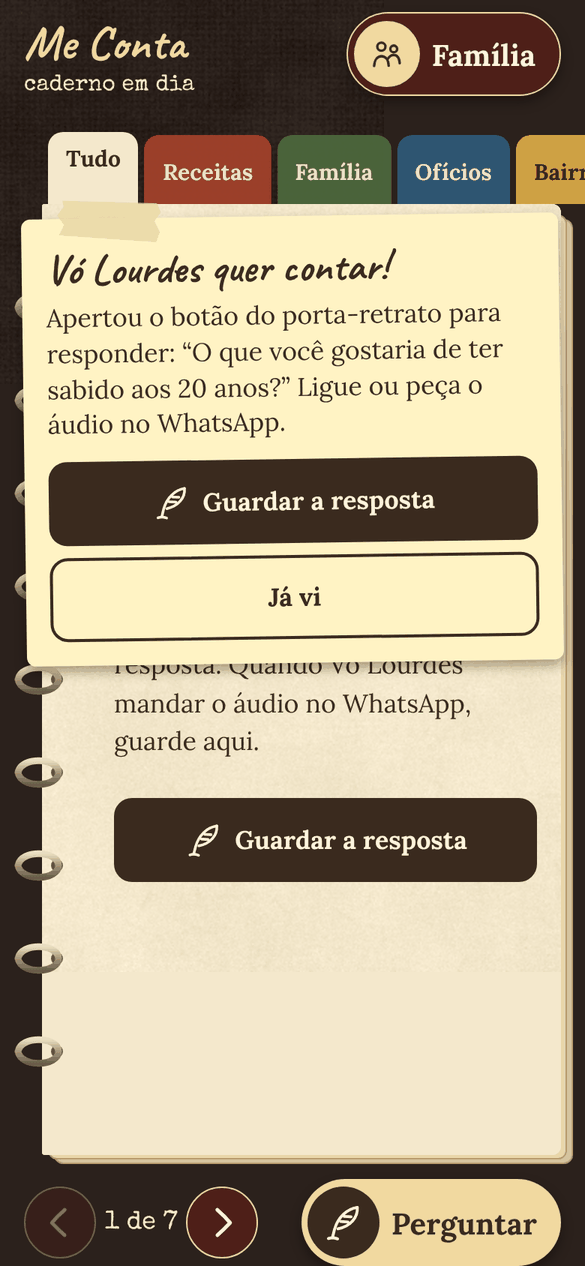 Me Conta
caderno em dia
Família
Tudo
Receitas
Família
Ofícios
Vó Lourdes quer contar!
Apertou o botão do porta-retrato para
responder: “O que você gostaria de ter
sabido aos 20 anos?” Ligue ou peça o
áudio no WhatsApp.
Guardar a resposta
Já vi
resposta. Quando Vó Lourdes
mandar o áudio no WhatsApp,
guarde aqui.
Guardar a resposta
1 de 7
Perguntar